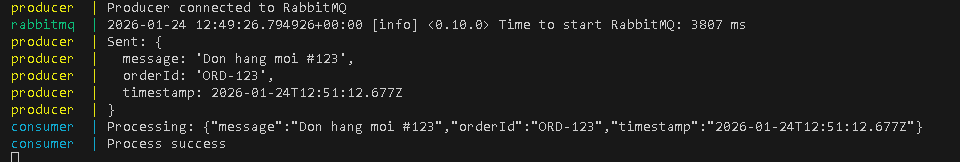 producer | Producer connected to RabbitMQ
rabbitmq | 2026-01-24 12:49:26.794926+00:00 [info] <0.10.0> Time to start RabbitMQ: 3807 ms
producer | Sent: {
producer |   message: 'Don hang moi #123',
producer |   orderId: 'ORD-123',
producer |   timestamp: 2026-01-24T12:51:12.677Z
producer | }
consumer | Processing: {"message":"Don hang moi #123","orderId":"ORD-123","timestamp":"2026-01-24T12:51:12.677Z"}
consumer | Process success